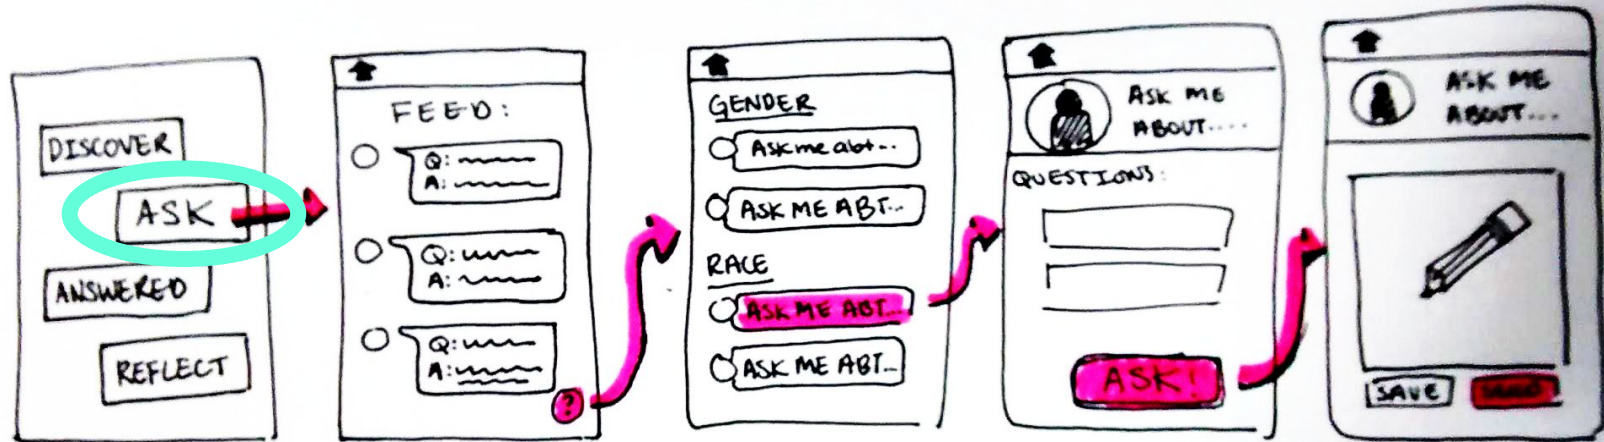 DISCOVER
ASK
ANSWERED
REFLECT
FEED:
Q:
A:
Q:
A:
Q:
A:
?
GENDER
Ask me abt...
ASK ME ABT...
RACE
ASK ME ABT...
ASK ME ABT...
ASK ME
ABOUT....
QUESTIONS:
ASK!
ASK ME
ABOUT...
SAVE
SEND